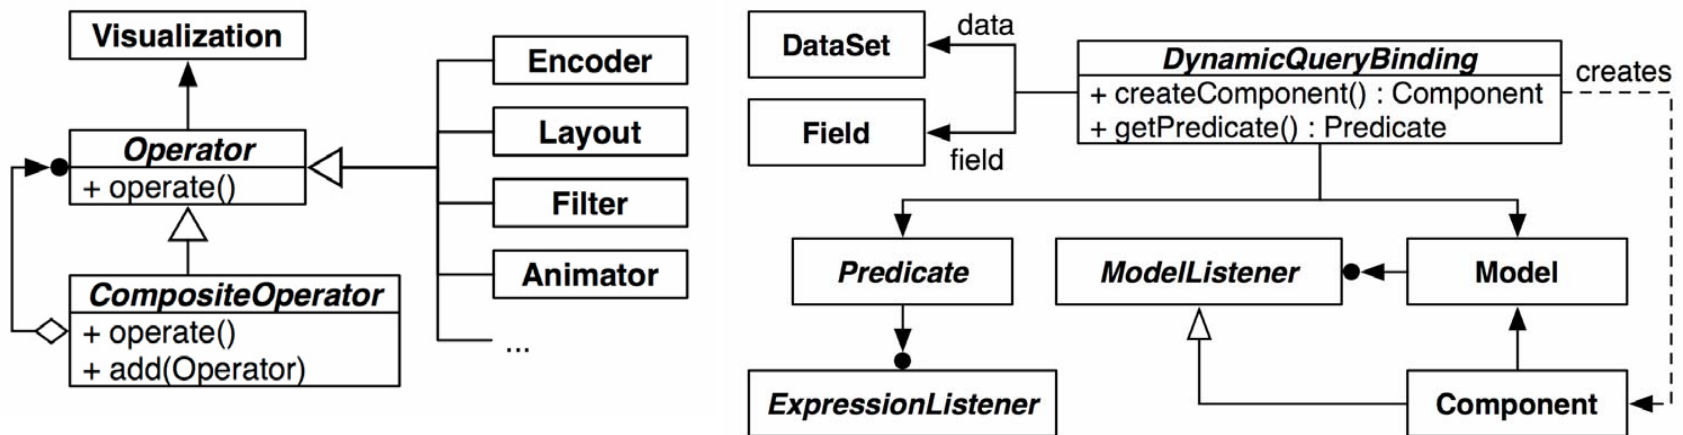 Visualization
Operator
+ operate()
CompositeOperator
+ operate()
+ add(Operator)
Encoder
Layout
Filter
Animator
...
DataSet
data
Field
field
DynamicQueryBinding
+ createComponent() : Component
+ getPredicate() : Predicate
creates
Predicate
ModelListener
Model
ExpressionListener
Component